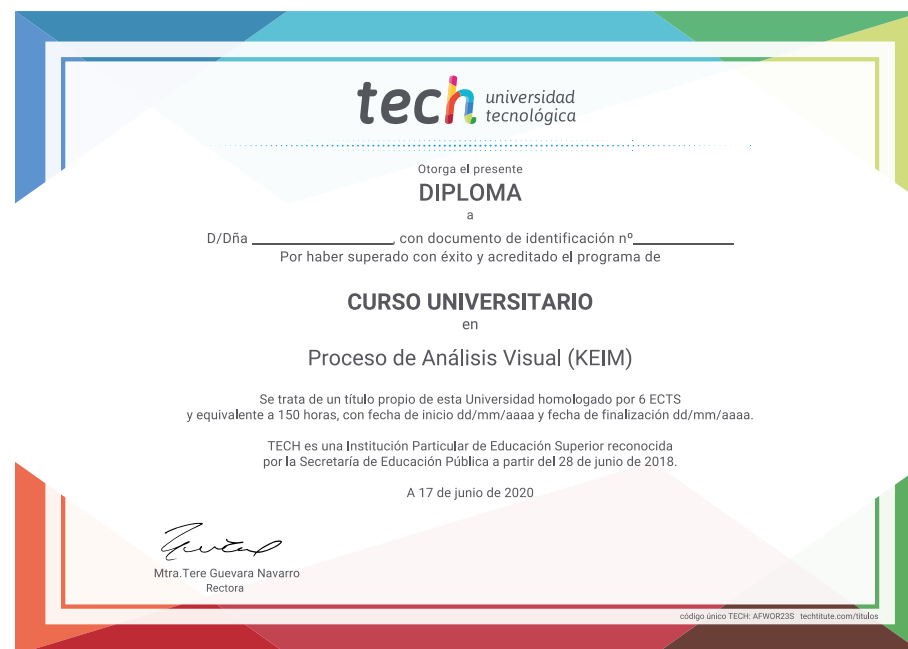 tech universidad
tecnológica
Otorga el presente
DIPLOMA
a
D/Dña ____________________, con documento de identificación nº______________
Por haber superado con éxito y acreditado el programa de
CURSO UNIVERSITARIO
en
Proceso de Análisis Visual (KEIM)
Se trata de un título propio de esta Universidad homologado por 6 ECTS
y equivalente a 150 horas, con fecha de inicio dd/mm/aaaa y fecha de finalización dd/mm/aaaa.
TECH es una Institución Particular de Educación Superior reconocida
por la Secretaría de Educación Pública a partir del 28 de junio de 2018.
A 17 de junio de 2020
Mtra.Tere Guevara Navarro
Rectora
código único TECH: AFWOR23S techtitute.com/titulos